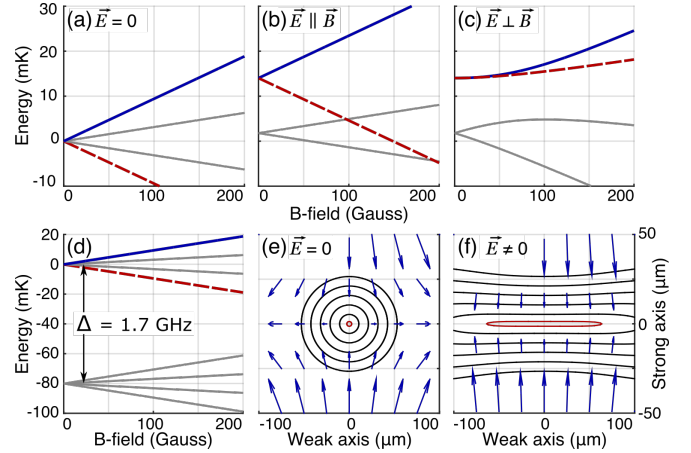 (a) E⃗ = 0
(b) E⃗ ∥ B⃗
(c) E⃗ ⊥ B⃗
30
20
10
0
-10
Energy (mK)
0 100 200
0 100 200
0 100 200
B-field (Gauss)
(d)
(e) E⃗ = 0
(f) E⃗ ≠ 0
20
0
-20
-40
-60
-80
-100
Energy (mK)
Δ = 1.7 GHz
50
0
-50
Strong axis (µm)
0 100 200
-100 0 100
-100 0 100
B-field (Gauss)
Weak axis (µm)
Weak axis (µm)